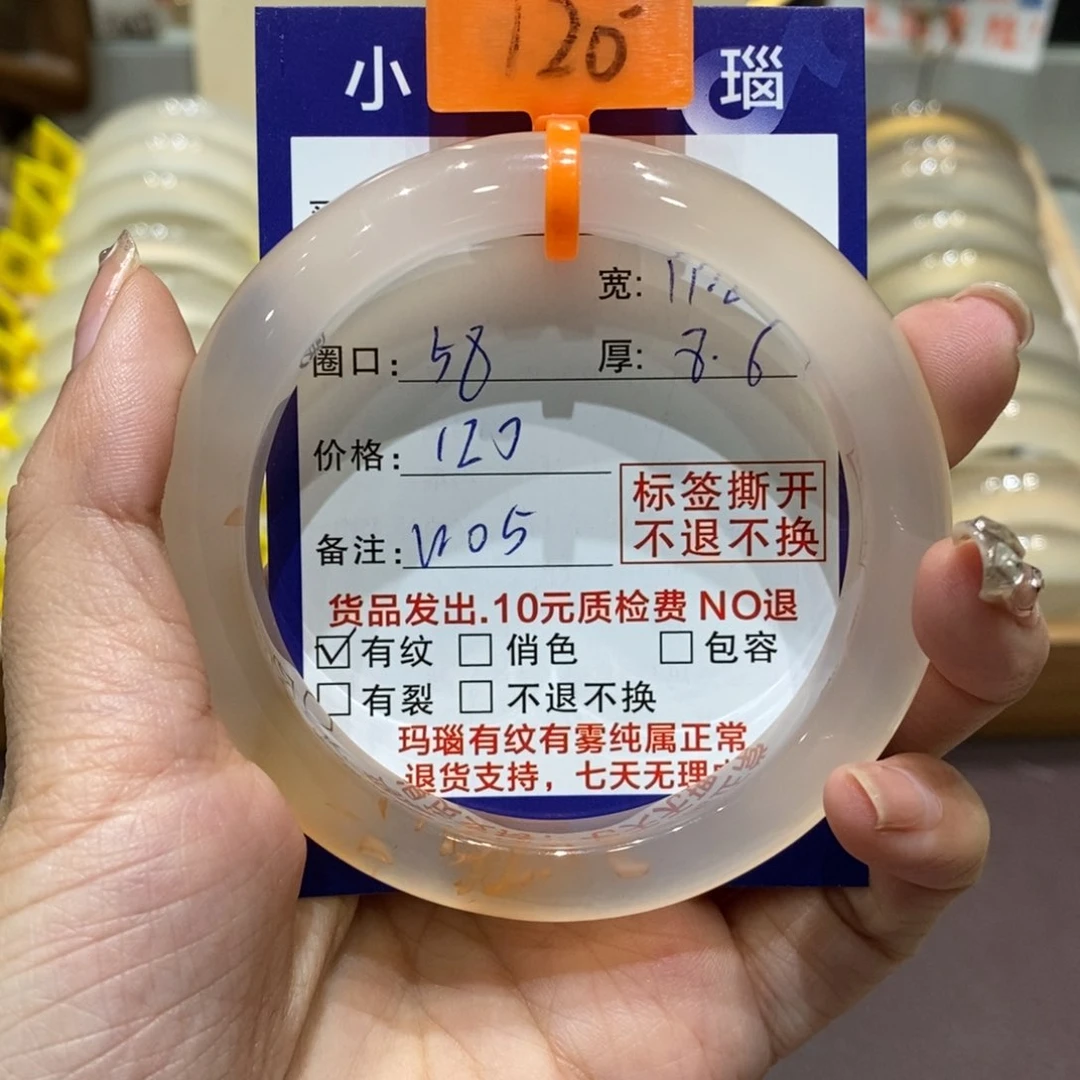 120
小 瑙
宽:
圈口: 58 厚: 8.6
价格: 120
标签撕开
不退不换
备注: W05
货品发出.10元质检费 NO退
☑有纹 □俏色 □包容
□有裂 □不退不换
玛瑙有纹有雾纯属正常
退货支持，七天无理